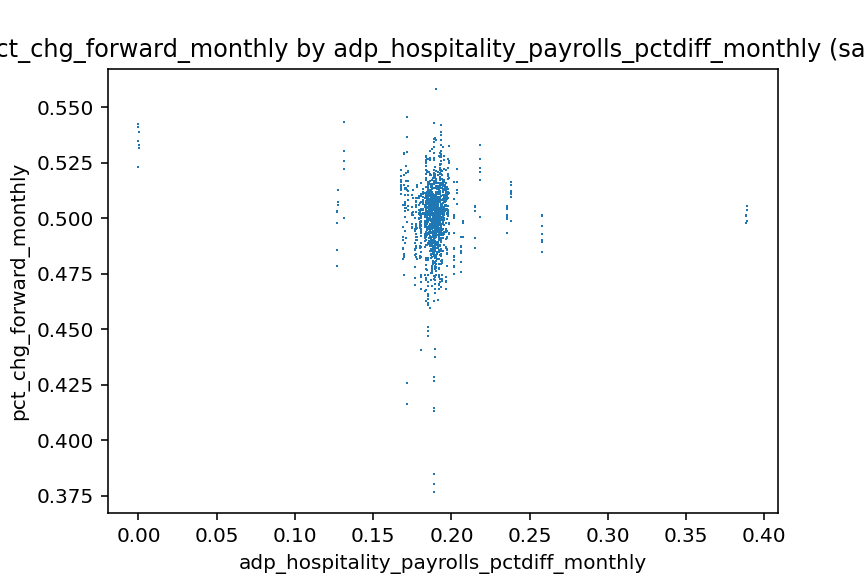 ct_chg_forward_monthly by adp_hospitality_payrolls_pctdiff_monthly (sa
0.550
0.525
0.500
0.475
0.450
0.425
0.400
0.375
pct_chg_forward_monthly
0.00 0.05 0.10 0.15 0.20 0.25 0.30 0.35 0.40
adp_hospitality_payrolls_pctdiff_monthly